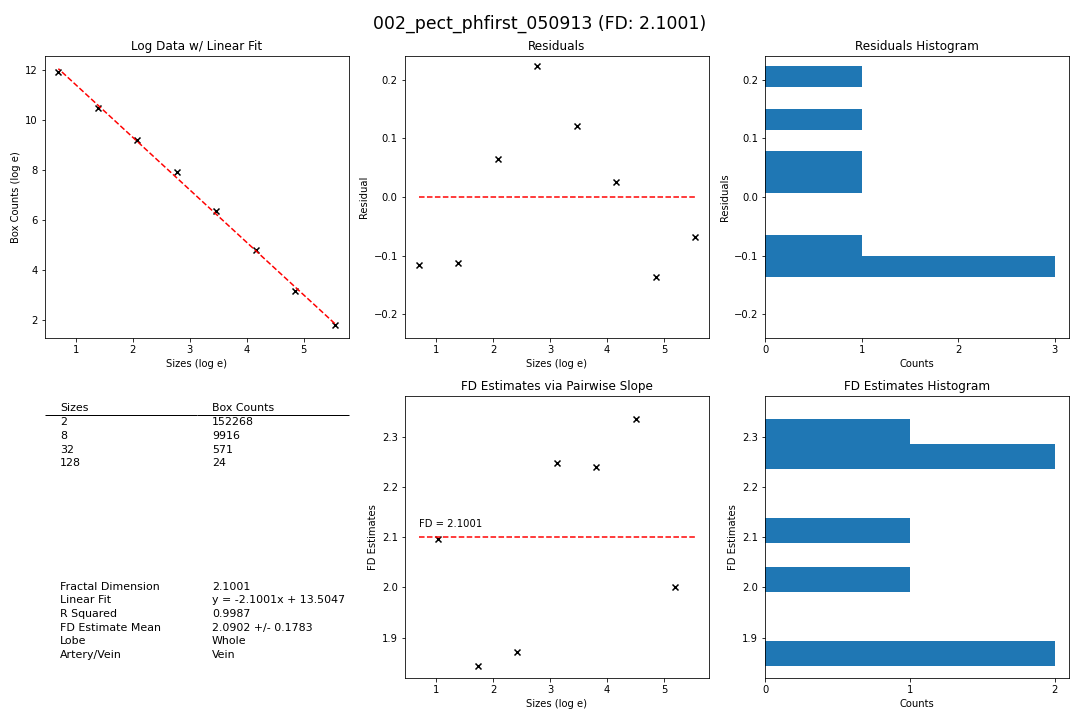 002_pect_phfirst_050913 (FD: 2.1001)
Log Data w/ Linear Fit
12
10
8
6
4
2
Box Counts (log e)
1 2 3 4 5
Sizes (log e)
Residuals
0.2
0.1
0.0
−0.1
−0.2
Residual
1 2 3 4 5
Sizes (log e)
Residuals Histogram
0.2
0.1
0.0
−0.1
−0.2
Residuals
0 1 2 3
Counts
Sizes Box Counts
2 152268
8 9916
32 571
128 24
Fractal Dimension 2.1001
Linear Fit y = -2.1001x + 13.5047
R Squared 0.9987
FD Estimate Mean 2.0902 +/- 0.1783
Lobe Whole
Artery/Vein Vein
FD Estimates via Pairwise Slope
2.3
2.2
2.1
2.0
1.9
FD Estimates
FD = 2.1001
1 2 3 4 5
Sizes (log e)
FD Estimates Histogram
2.3
2.2
2.1
2.0
1.9
FD Estimates
0 1 2
Counts